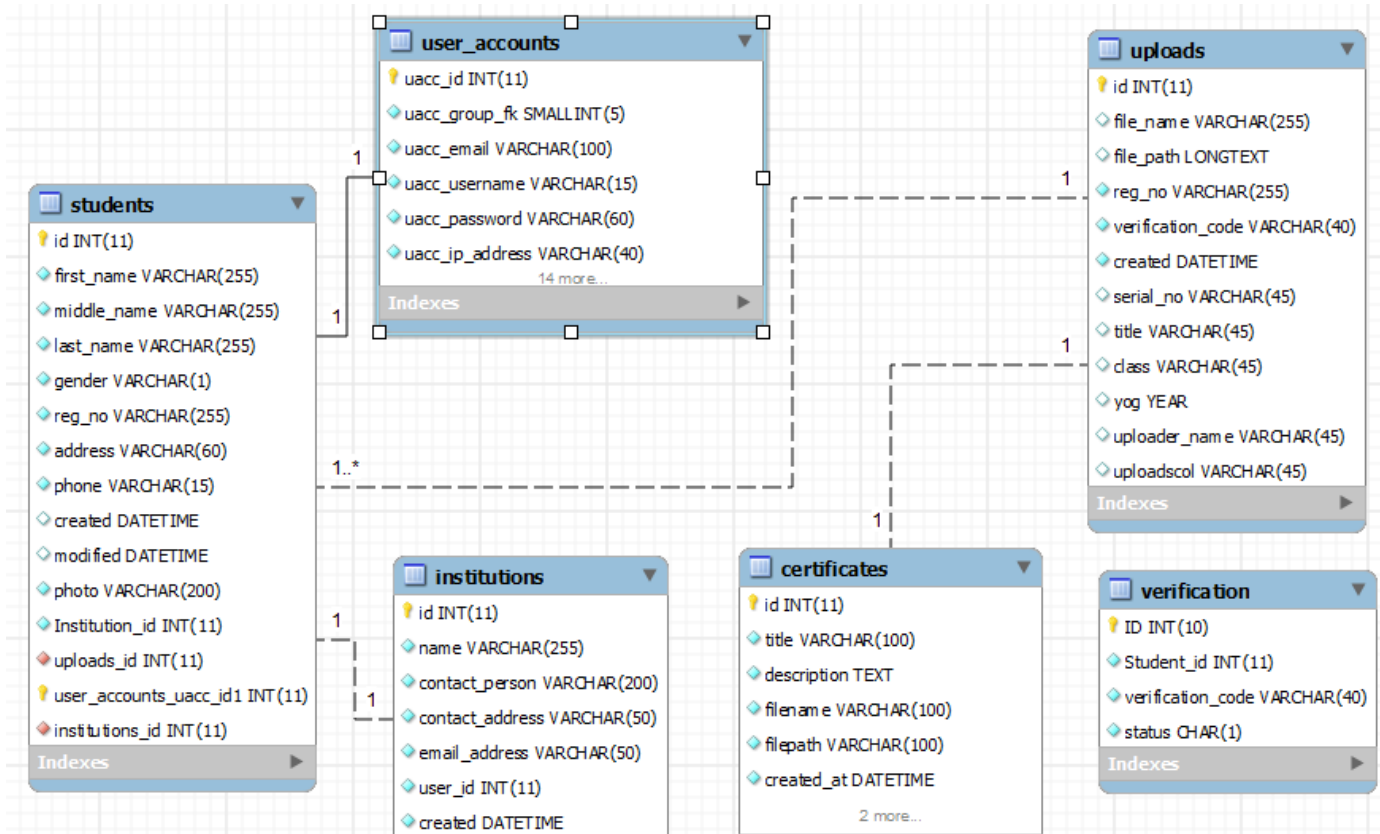 user_accounts
uacc_id INT(11)
uacc_group_fk SMALLINT(5)
uacc_email VARCHAR(100)
uacc_username VARCHAR(15)
uacc_password VARCHAR(60)
uacc_ip_address VARCHAR(40)
14 more...
Indexes
uploads
id INT(11)
file_name VARCHAR(255)
file_path LONGTEXT
reg_no VARCHAR(255)
verification_code VARCHAR(40)
created DATETIME
serial_no VARCHAR(45)
title VARCHAR(45)
class VARCHAR(45)
yog YEAR
uploader_name VARCHAR(45)
uploadscol VARCHAR(45)
Indexes
students
id INT(11)
first_name VARCHAR(255)
middle_name VARCHAR(255)
last_name VARCHAR(255)
gender VARCHAR(1)
reg_no VARCHAR(255)
address VARCHAR(60)
phone VARCHAR(15)
created DATETIME
modified DATETIME
photo VARCHAR(200)
Institution_id INT(11)
uploads_id INT(11)
user_accounts_uacc_id1 INT(11)
institutions_id INT(11)
Indexes
1
1
1
1..*
1
1
1
1
institutions
id INT(11)
name VARCHAR(255)
contact_person VARCHAR(200)
contact_address VARCHAR(50)
email_address VARCHAR(50)
user_id INT(11)
created DATETIME
certificates
id INT(11)
title VARCHAR(100)
description TEXT
filename VARCHAR(100)
filepath VARCHAR(100)
created_at DATETIME
2 more...
verification
ID INT(10)
Student_id INT(11)
verification_code VARCHAR(40)
status CHAR(1)
Indexes